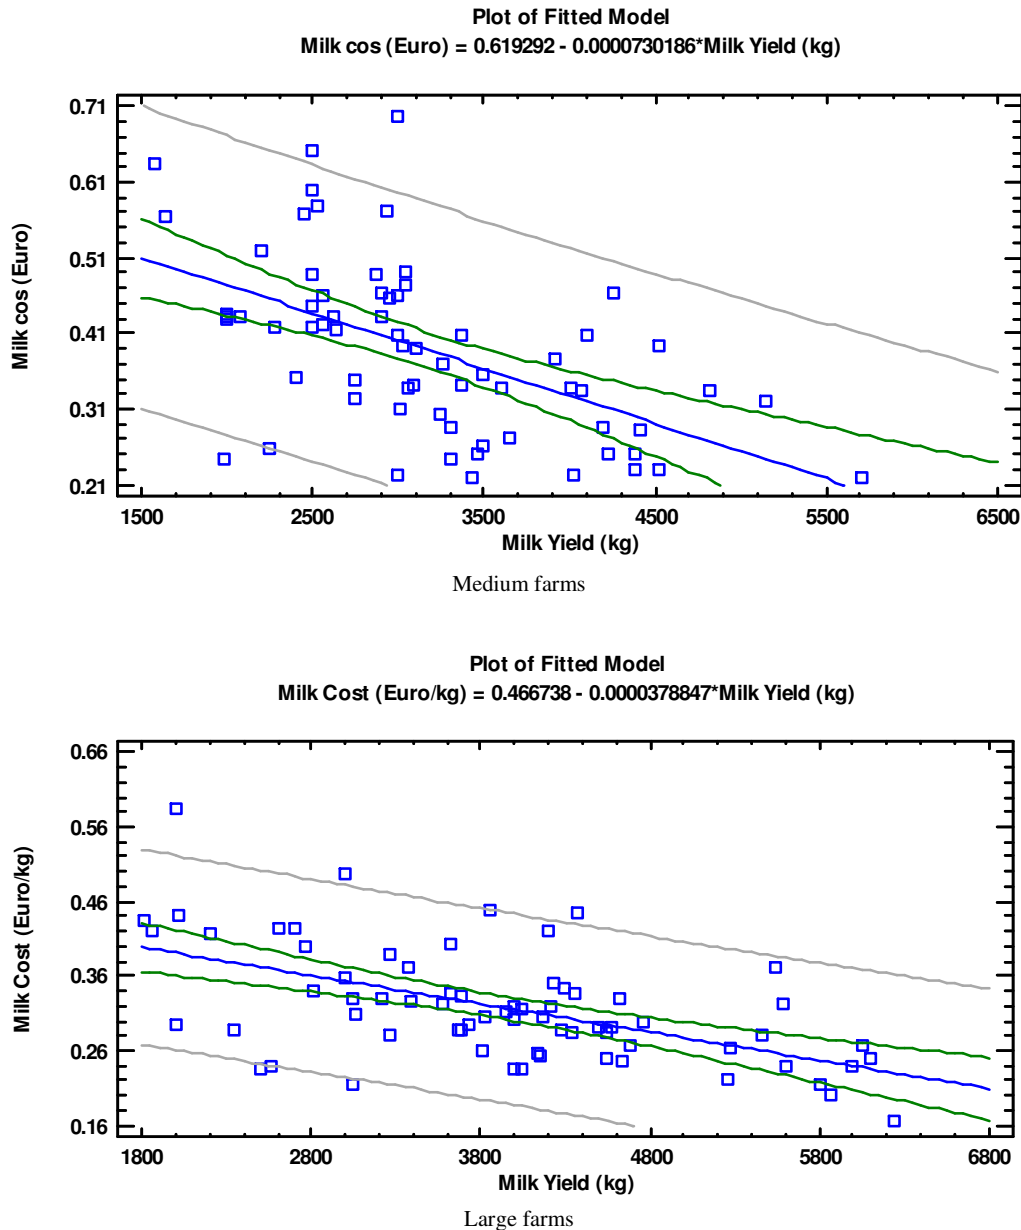 Plot of Fitted Model
Milk cos (Euro) = 0.619292 - 0.0000730186*Milk Yield (kg)
Milk cos (Euro)
0.71
0.61
0.51
0.41
0.31
0.21
1500 2500 3500 4500 5500 6500
Milk Yield (kg)
Medium farms
Plot of Fitted Model
Milk Cost (Euro/kg) = 0.466738 - 0.0000378847*Milk Yield (kg)
Milk Cost (Euro/kg)
0.66
0.56
0.46
0.36
0.26
0.16
1800 2800 3800 4800 5800 6800
Milk Yield (kg)
Large farms